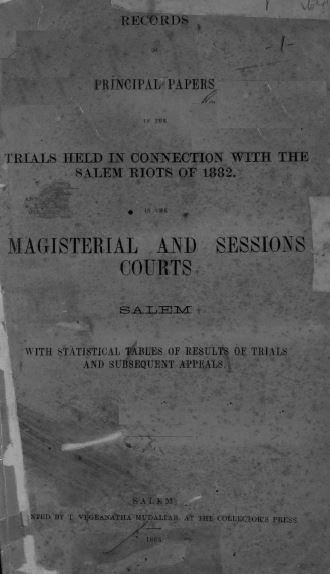 RECORDS
OF
PRINCIPAL PAPERS
IN THE
TRIALS HELD IN CONNECTION WITH THE
SALEM RIOTS OF 1882.
IN THE
MAGISTERIAL AND SESSIONS
COURTS
SALEM
WITH STATISTICAL TABLES OF RESULTS OF TRIALS
AND SUBSEQUENT APPEALS.
SALEM
NTED BY T. VEGEANATHA MUDALIAR, AT THE COLLECTOR'S PRESS
-1-